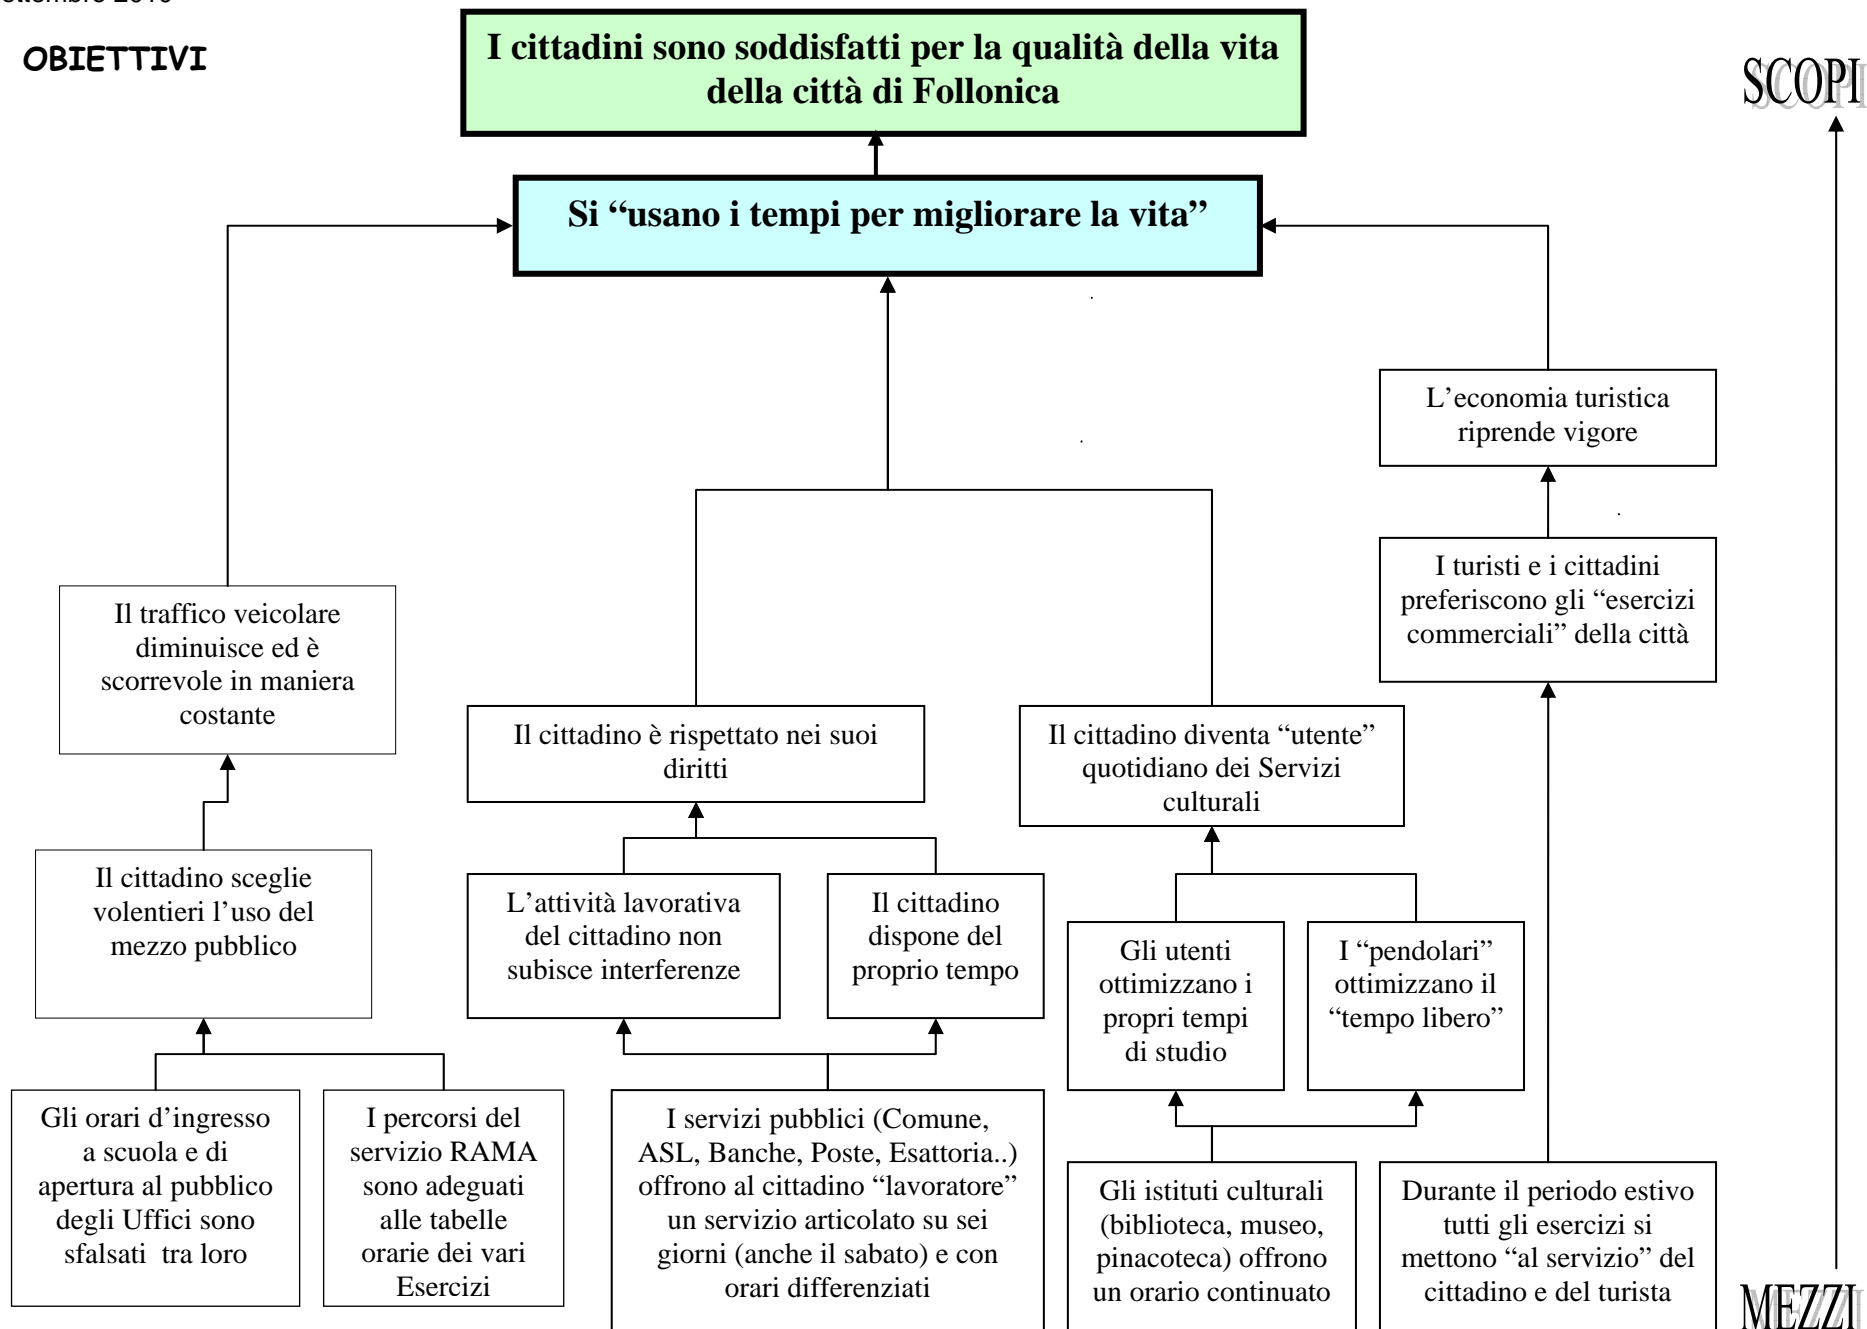 OBIETTIVI
I cittadini sono soddisfatti per la qualità della vita
della città di Follonica
SCOPI
Si “usano i tempi per migliorare la vita”
L’economia turistica
riprende vigore
I turisti e i cittadini
preferiscono gli “esercizi
commerciali” della città
Il traffico veicolare
diminuisce ed è
scorrevole in maniera
costante
Il cittadino è rispettato nei suoi
diritti
Il cittadino diventa “utente”
quotidiano dei Servizi
culturali
Il cittadino sceglie
volentieri l’uso del
mezzo pubblico
L’attività lavorativa
del cittadino non
subisce interferenze
Il cittadino
dispone del
proprio tempo
Gli utenti
ottimizzano i
propri tempi
di studio
I “pendolari”
ottimizzano il
“tempo libero”
Gli orari d’ingresso
a scuola e di
apertura al pubblico
degli Uffici sono
sfalsati tra loro
I percorsi del
servizio RAMA
sono adeguati
alle tabelle
orarie dei vari
Esercizi
I servizi pubblici (Comune,
ASL, Banche, Poste, Esattoria..)
offrono al cittadino “lavoratore”
un servizio articolato su sei
giorni (anche il sabato) e con
orari differenziati
Gli istituti culturali
(biblioteca, museo,
pinacoteca) offrono
un orario continuato
Durante il periodo estivo
tutti gli esercizi si
mettono “al servizio” del
cittadino e del turista
MEZZI